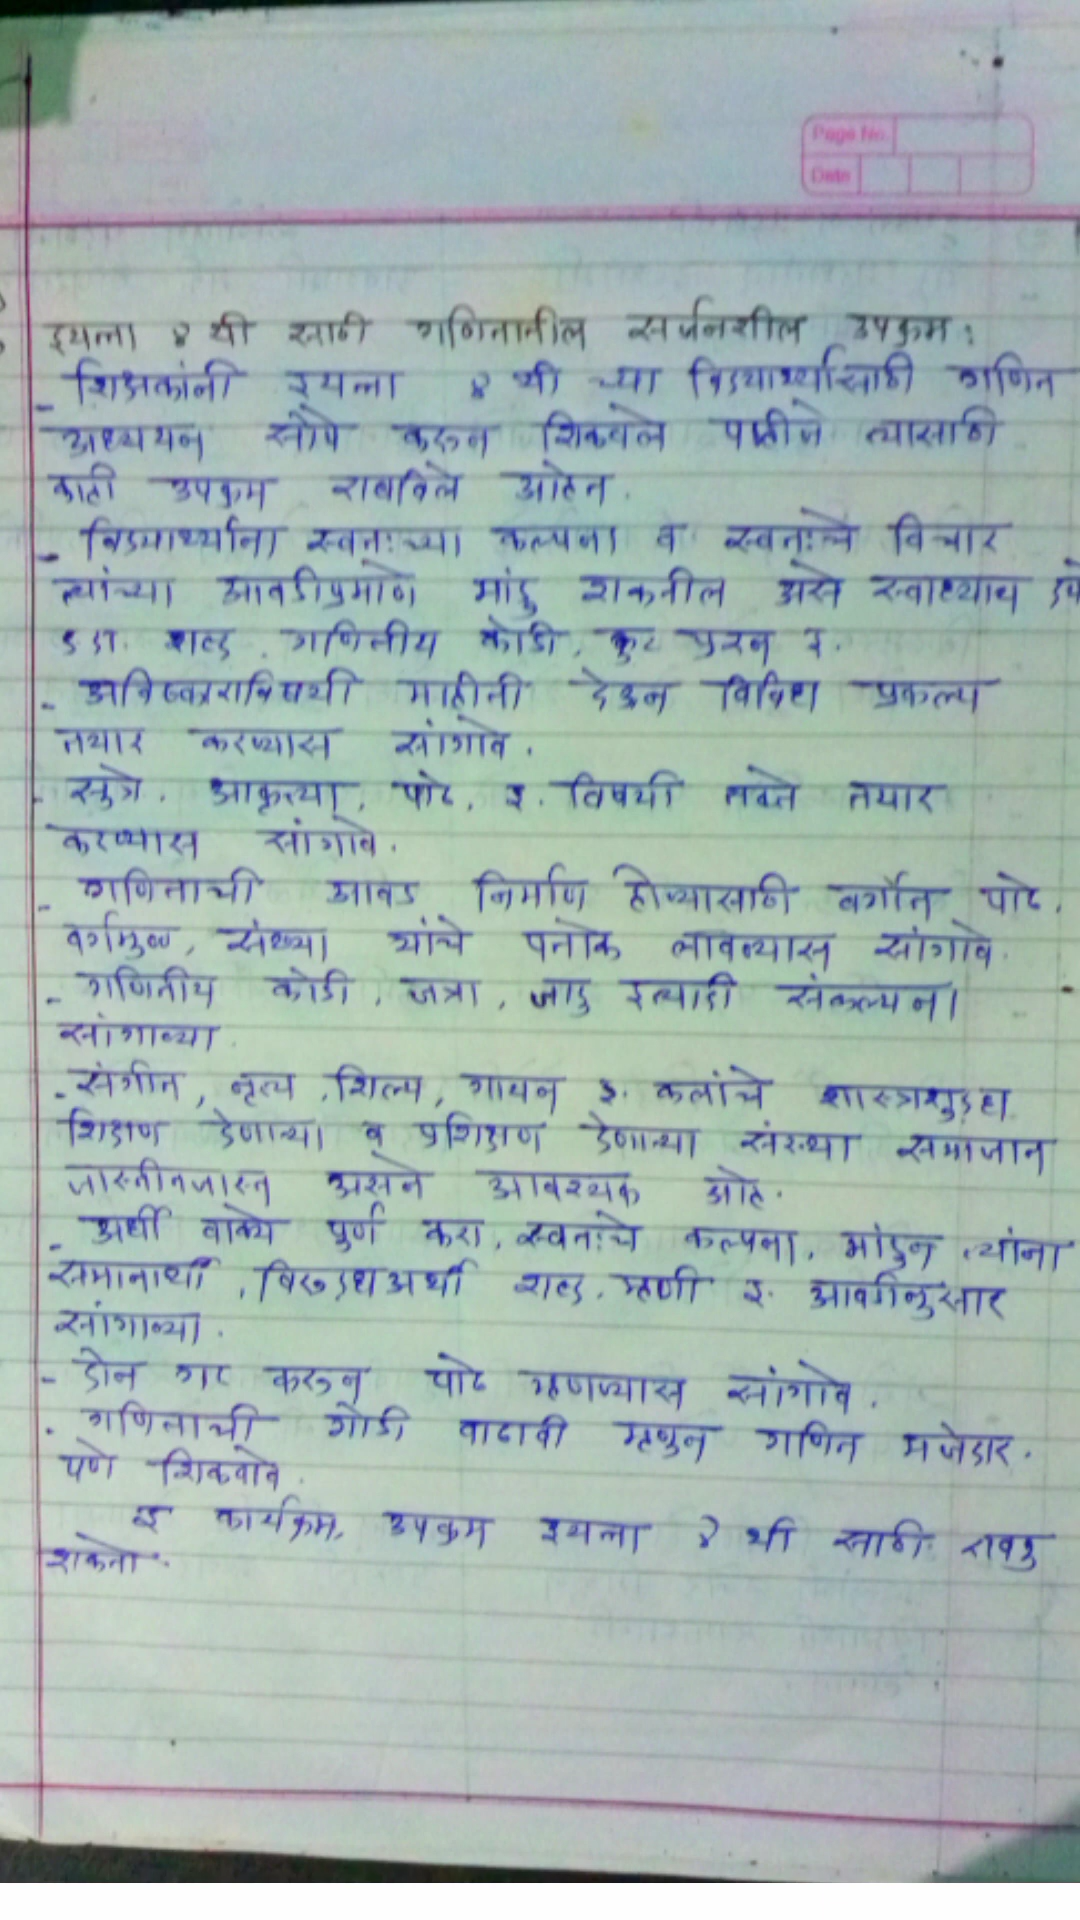 Page No.
Date
इयत्ता ४ थी साठी गणितातील सर्जनशील उपक्रम :
- शिक्षकांनी इयत्ता ४ थी च्या विद्यार्थ्यांसाठी गणित
अध्ययन सोपे करून शिकवले पाहीजे त्यासाठी
काही उपक्रम राबविले आहेत.
- विद्यार्थ्यांना स्वतःच्या कल्पना व स्वतःचे विचार
त्यांच्या आवडीप्रमाणे मांडु शकतील असे स्वाध्याय
उदा. शब्द, गणितीय कोडी, कुट प्रश्न इ.
- अविष्काराविषयी माहीती देऊन विविध प्रकल्प
तयार करण्यास सांगावे.
- सुत्रे, आकृत्या, पाढे, इ. विषयी तक्ते तयार
करण्यास सांगावे.
- गणिताची आवड निर्माण होण्यासाठी वर्गात पाढे,
वर्गमुळ, संख्या यांचे लावण्यास सांगावे.
- गणितीय कोडी, जत्रा, जादु इत्यादी संकल्पना
सांगाव्या.
- संगीत, नृत्य, शिल्प, गायन इ. कलांचे शास्त्रशुद्ध
शिक्षण देणाऱ्या व प्रशिक्षण देणाऱ्या संस्था समाजात
जास्तीतजास्त असने आवश्यक आहे.
- अर्धी वाक्ये पुर्ण करा, स्वतःचे कल्पना, मांडुन त्यांना
समानार्थी, विरुद्धअर्थी शब्द, म्हणी इ.
सांगाव्या.
- दोन गट करून पाढे म्हणण्यास सांगावे.
- गणिताची गोडी वाढावी म्हणुन गणित मजेदार
पणे शिकवावे.
इ कार्यक्रम, उपक्रम इयत्ता ४ थी साठी राबवु
शकतो.